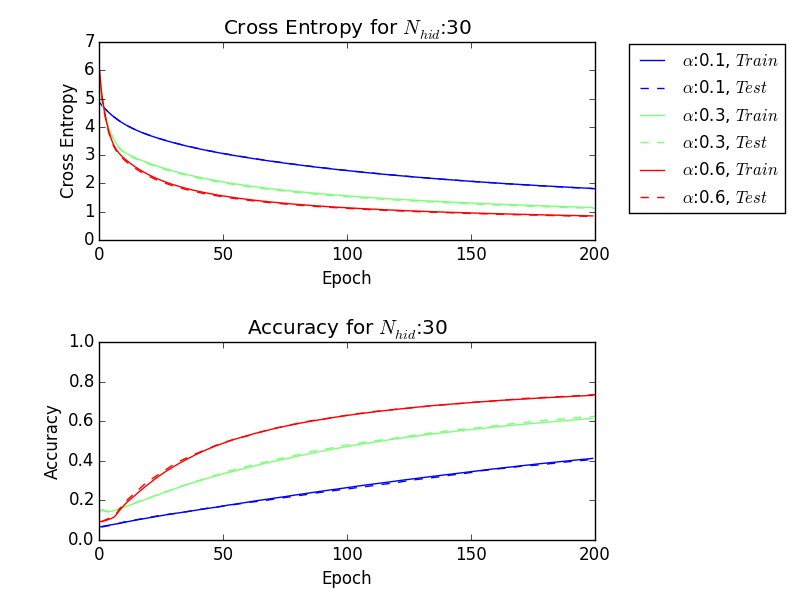 Cross Entropy for N_hid:30
7
6
5
4
3
2
1
0
Cross Entropy
0 50 100 150 200
Epoch
α:0.1, Train
α:0.1, Test
α:0.3, Train
α:0.3, Test
α:0.6, Train
α:0.6, Test
Accuracy for N_hid:30
1.0
0.8
0.6
0.4
0.2
0.0
Accuracy
0 50 100 150 200
Epoch